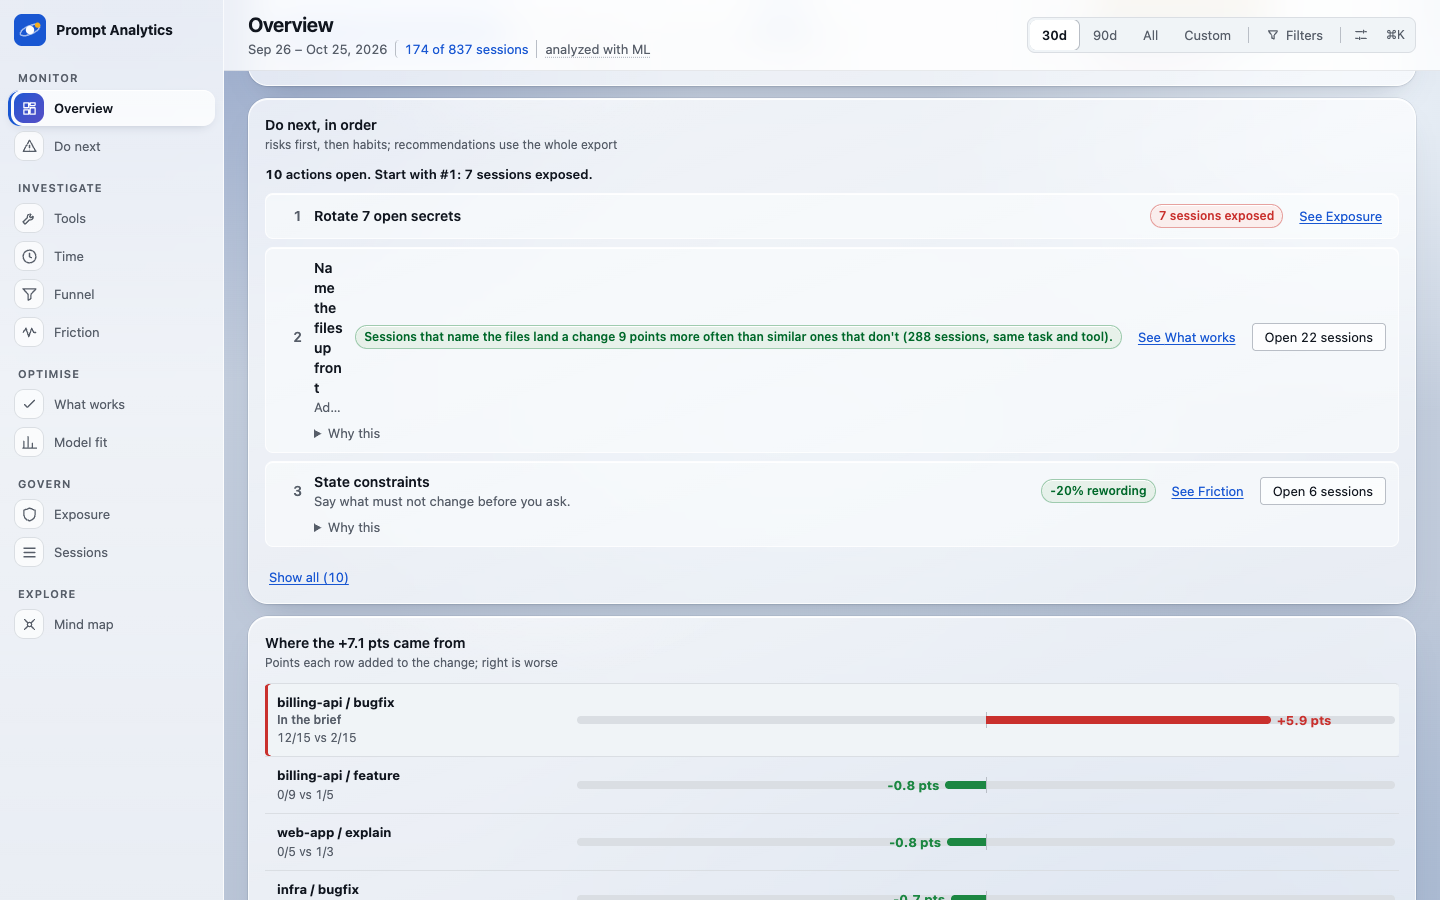 Prompt Analytics
MONITOR
Overview
Do next
INVESTIGATE
Tools
Time
Funnel
Friction
OPTIMISE
What works
Model fit
GOVERN
Exposure
Sessions
EXPLORE
Mind map
Overview
Sep 26 – Oct 25, 2026 174 of 837 sessions analyzed with ML
30d 90d All Custom Filters ⌘K
Do next, in order
risks first, then habits; recommendations use the whole export
10 actions open. Start with #1: 7 sessions exposed.
1 Rotate 7 open secrets 7 sessions exposed See Exposure
2
Na
me
the
files
up
fron
t
Ad...
Sessions that name the files land a change 9 points more often than similar ones that don't (288 sessions, same task and tool). See What works Open 22 sessions
▶ Why this
3 State constraints
Say what must not change before you ask.
-20% rewording See Friction Open 6 sessions
▶ Why this
Show all (10)
Where the +7.1 pts came from
Points each row added to the change; right is worse
billing-api / bugfix
In the brief
12/15 vs 2/15
+5.9 pts
billing-api / feature
0/9 vs 1/5
-0.8 pts
web-app / explain
0/5 vs 1/3
-0.8 pts
infra / bugfix
-0.7 pts